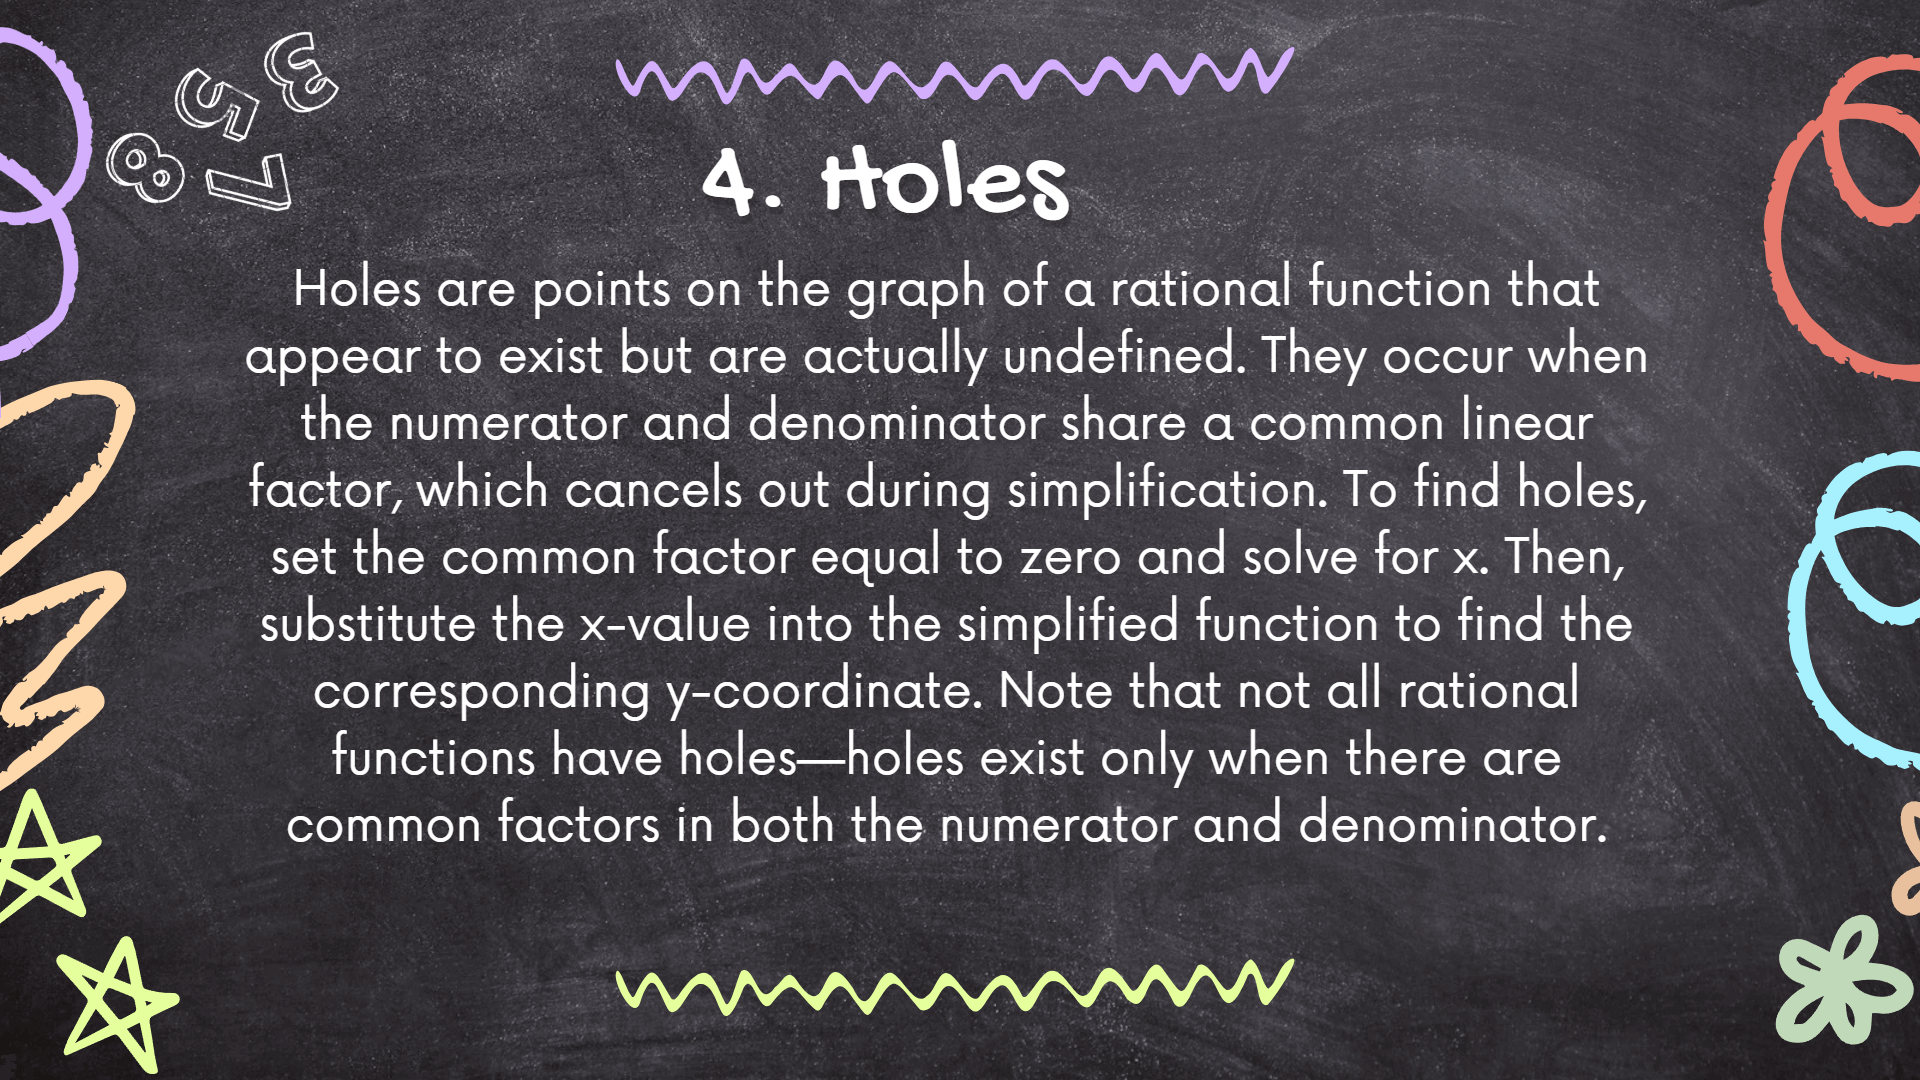 3
5
8
7
4. Holes
Holes are points on the graph of a rational function that
appear to exist but are actually undefined. They occur when
the numerator and denominator share a common linear
factor, which cancels out during simplification. To find holes,
set the common factor equal to zero and solve for x. Then,
substitute the x-value into the simplified function to find the
corresponding y-coordinate. Note that not all rational
functions have holes—holes exist only when there are
common factors in both the numerator and denominator.